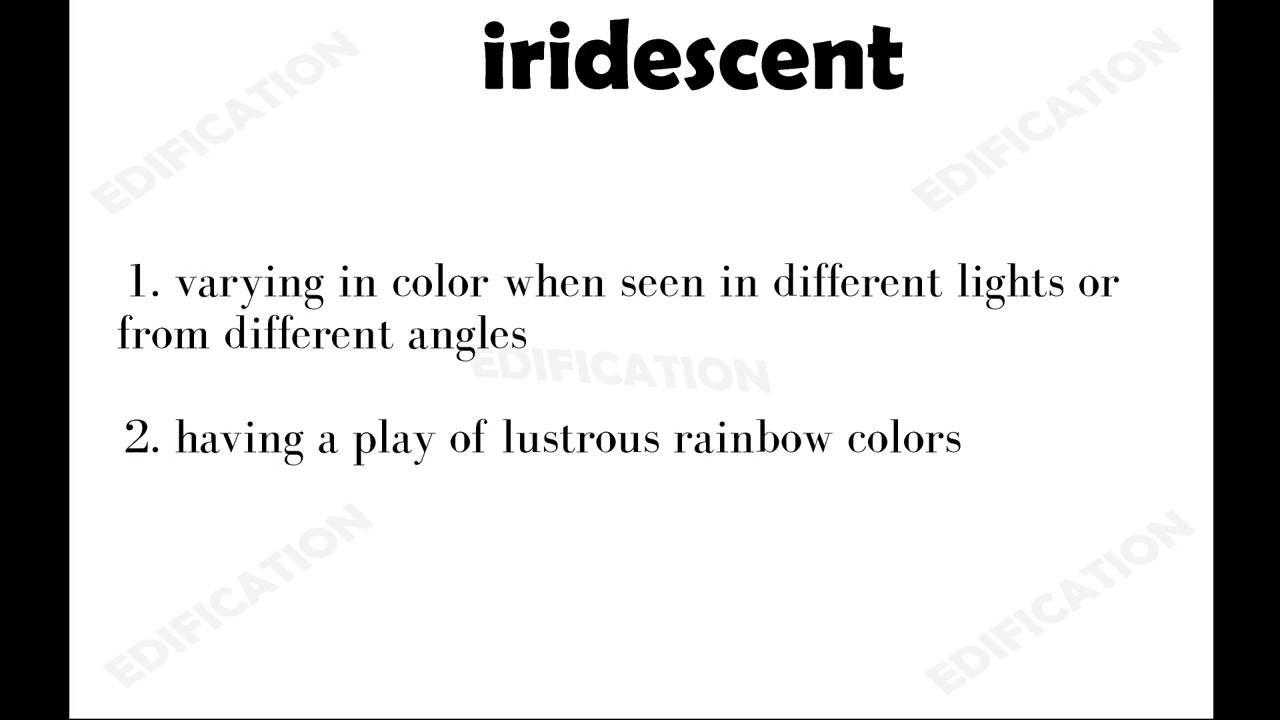 iridescent
EDIFICATION
EDIFICATION
1. varying in color when seen in different lights or
from different angles
EDIFICATION
2. having a play of lustrous rainbow colors
EDIFICATION
EDIFICATION